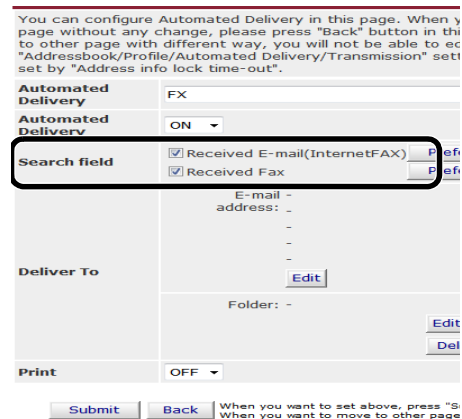 You can configure Automated Delivery in this page. When
page without any change, please press "Back" button in
to other page with different way, you will not be able to
"Addressbook/Profile/Automated Delivery/Transmission"
set by "Address info lock time-out".
Automated
Delivery
FX
Automated
Delivery
ON
Search field
Received E-mail(InternetFAX)
Received Fax
Deliver To
E-mail -
address: -
-
-
-
Edit
Folder: -
Edit
Print
OFF
Submit
Back
When you want to set above, press
When you want to move to other page